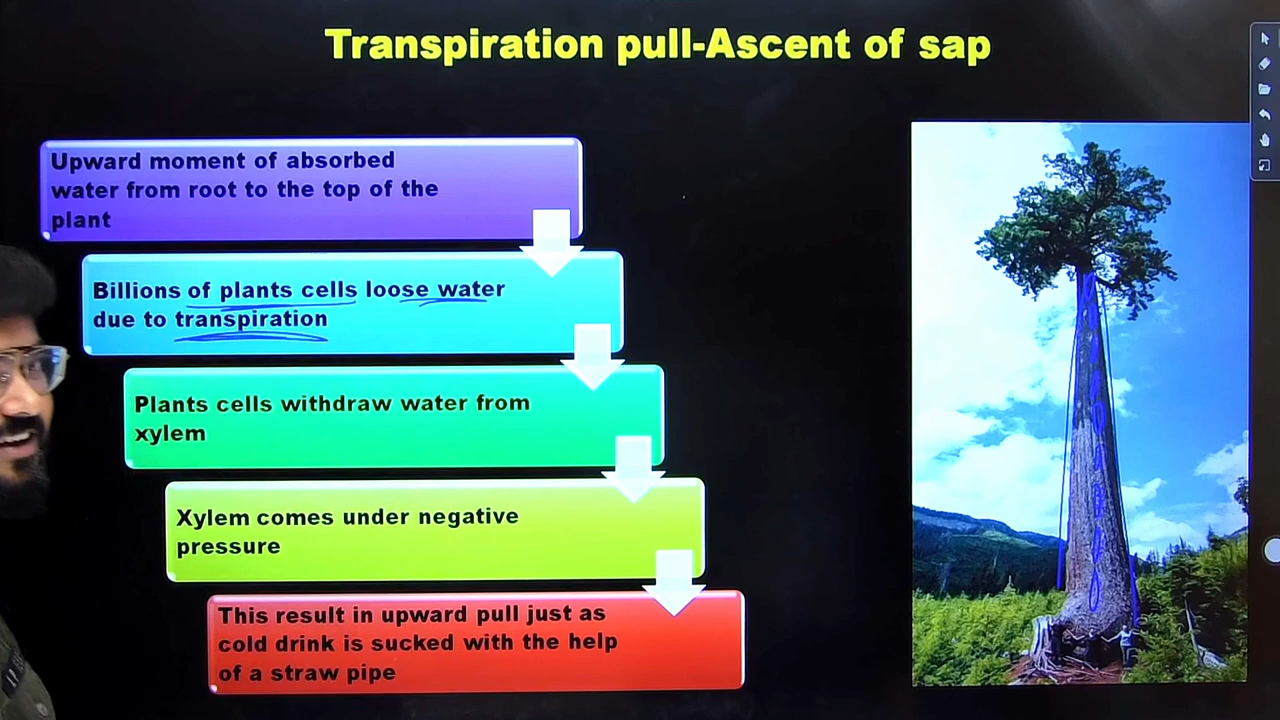 Transpiration pull-Ascent of sap
Upward moment of absorbed
water from root to the top of the
plant
Billions of plants cells loose water
due to transpiration
Plants cells withdraw water from
xylem
Xylem comes under negative
pressure
This result in upward pull just as
cold drink is sucked with the help
of a straw pipe